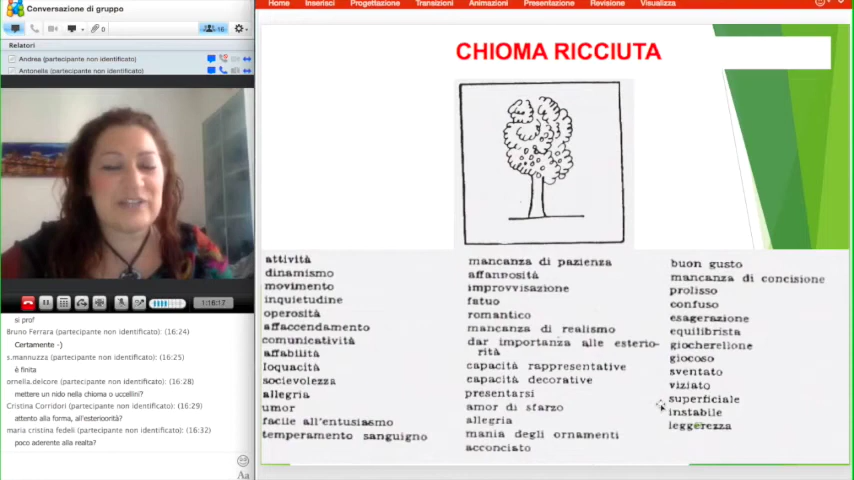 Conversazione di gruppo
0
16
Relatori
Andrea (partecipante non identificato)
Antonella (partecipante non identificato)
1:16:17
si prof
Bruno Ferrara (partecipante non identificato): (16:24)
Certamente -)
s.mannuzza (partecipante non identificato): (16:25)
è finita
ornella.delcore (partecipante non identificato): (16:28)
mettere un nido nella chioma o uccellini?
Cristina Corridori (partecipante non identificato): (16:29)
attento alla forma, all'esteriorità?
maria cristina fedeli (partecipante non identificato): (16:32)
poco aderente alla realta?
Aa
Home Inserisci Progettazione Transizioni Animazioni Presentazione Revisione Visualizza
CHIOMA RICCIUTA
attività
dinamismo
movimento
inquietudine
operosità
affaccendamento
comunicatività
affabilità
loquacità
socievolezza
allegria
umor
facile all'entusiasmo
temperamento sanguigno
mancanza di pazienza
affannosità
improvvisazione
fatuo
romantico
mancanza di realismo
dar importanza alle esterio-
rità
capacità rappresentative
capacità decorative
presentarsi
amor di sfarzo
allegria
mania degli ornamenti
acconciato
buon gusto
mancanza di concisione
prolisso
confuso
esagerazione
equilibrista
giocherellone
giocoso
sventato
viziato
superficiale
instabile
leggerezza